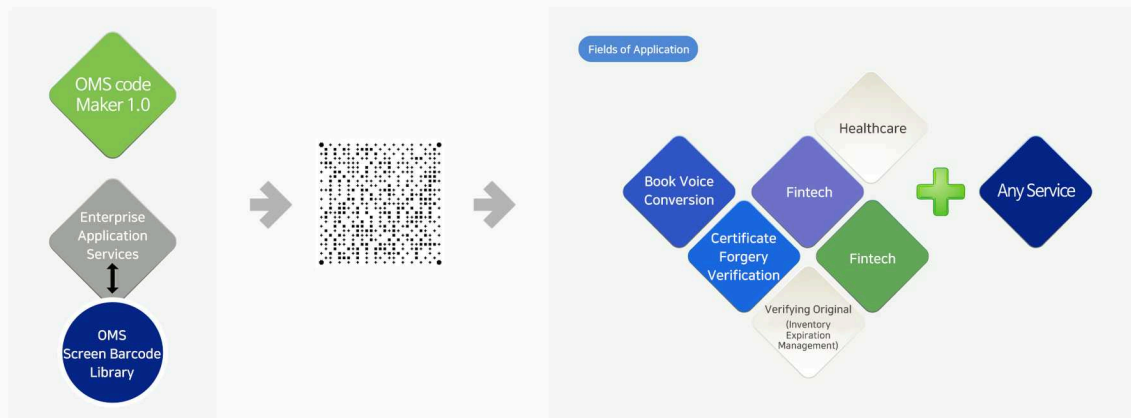 OMS code
Maker 1.0
Enterprise
Application
Services
OMS
Screen Barcode
Library
Fields of Application
Healthcare
Book Voice
Conversion
Fintech
Any Service
Certificate
Forgery
Verification
Fintech
Verifying Original
(Inventory
Expiration
Management)